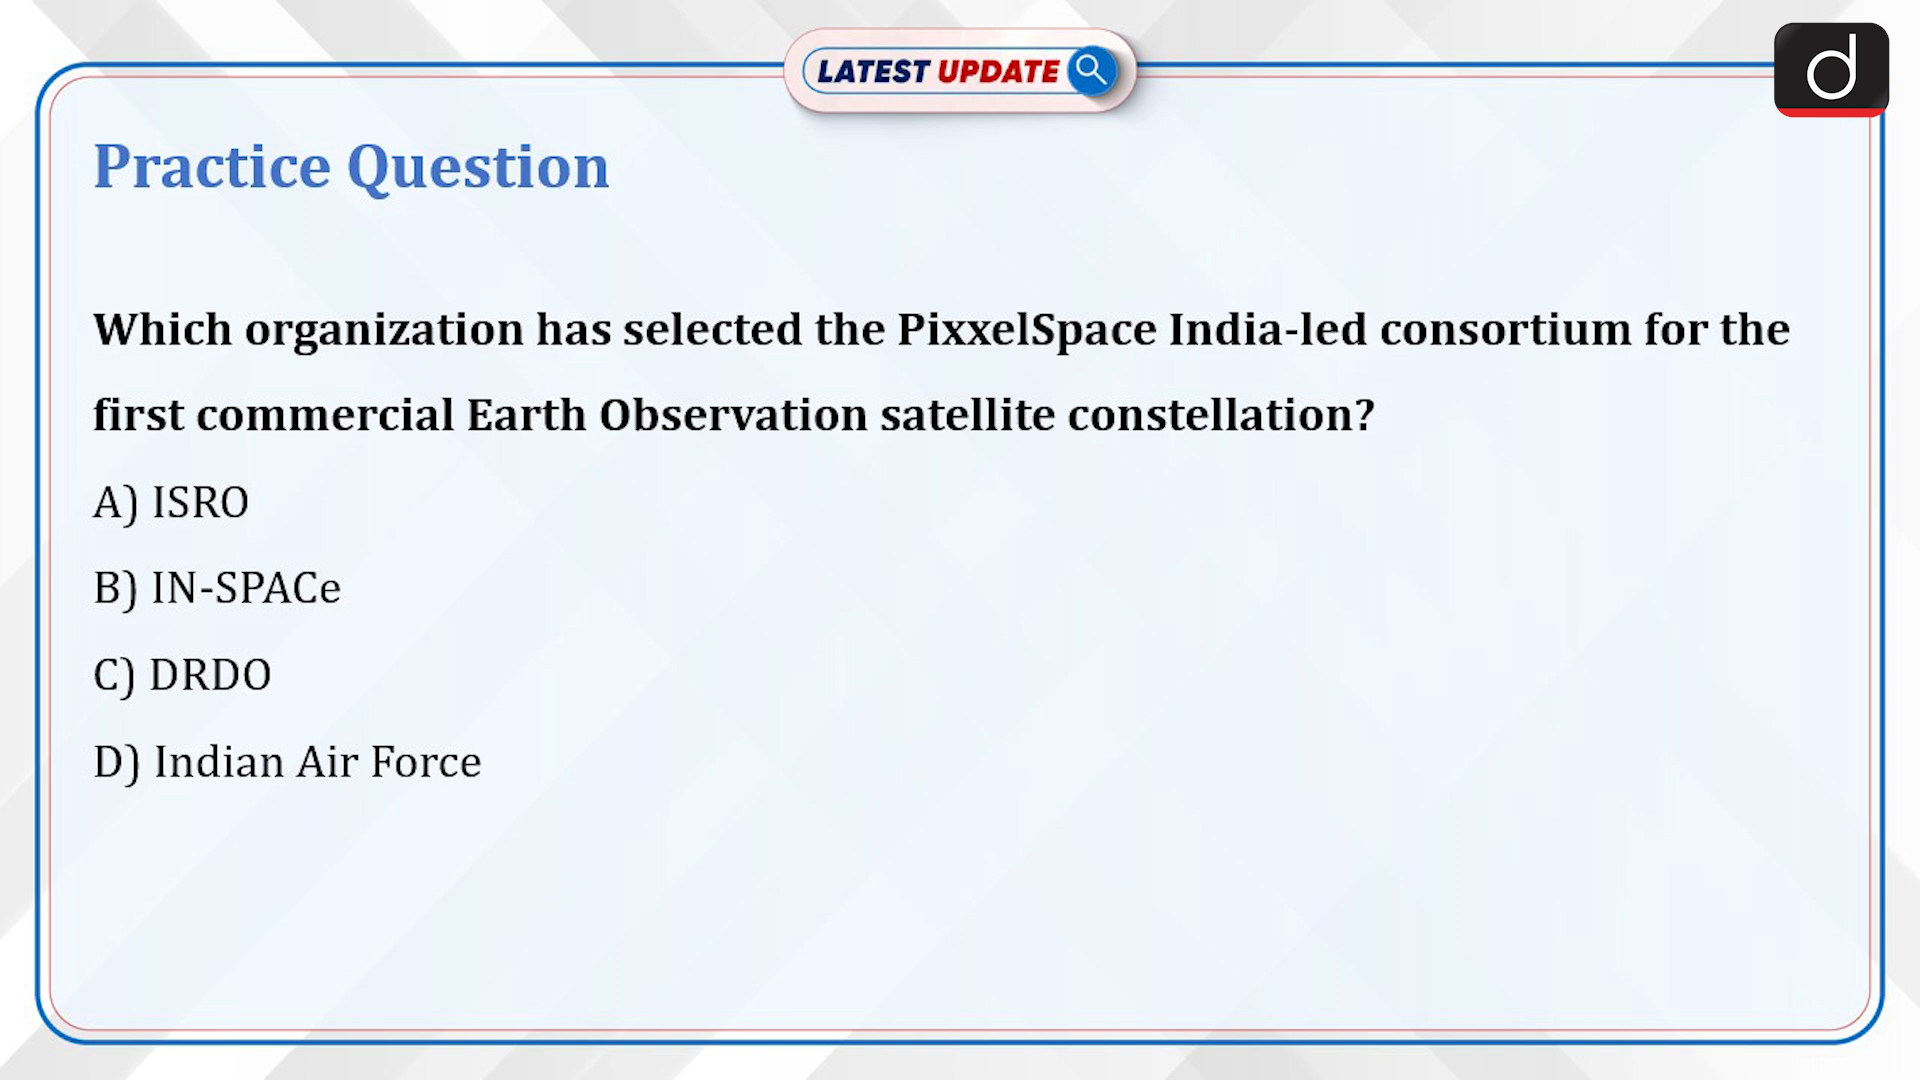 LATEST UPDATE
d
Practice Question
Which organization has selected the PixxelSpace India-led consortium for the
first commercial Earth Observation satellite constellation?
A) ISRO
B) IN-SPACe
C) DRDO
D) Indian Air Force